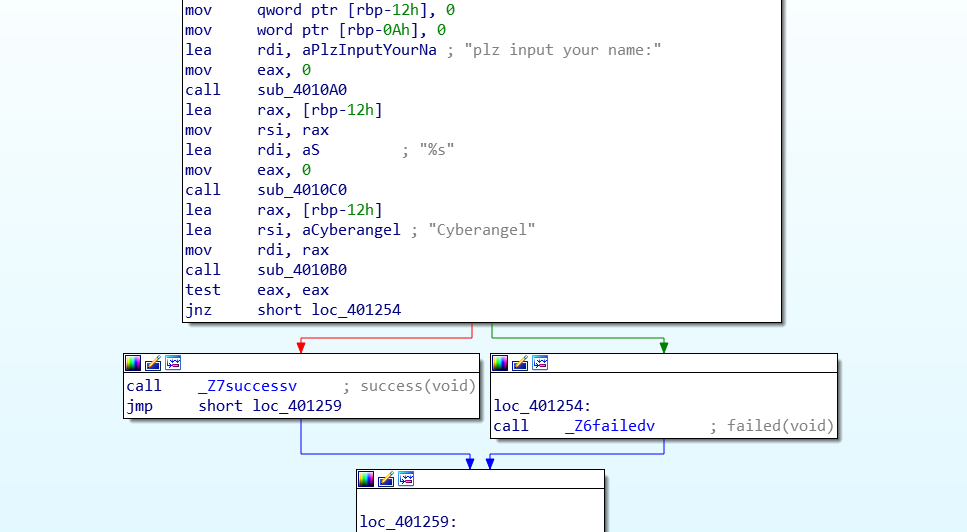 mov     qword ptr [rbp-12h], 0
mov     word ptr [rbp-0Ah], 0
lea     rdi, aPlzInputYourNa ; "plz input your name:"
mov     eax, 0
call    sub_4010A0
lea     rax, [rbp-12h]
mov     rsi, rax
lea     rdi, aS         ; "%s"
mov     eax, 0
call    sub_4010C0
lea     rax, [rbp-12h]
lea     rsi, aCyberangel ; "Cyberangel"
mov     rdi, rax
call    sub_4010B0
test    eax, eax
jnz     short loc_401254
call    _Z7successv     ; success(void)
jmp     short loc_401259
loc_401254:
call    _Z6failedv      ; failed(void)
loc_401259: